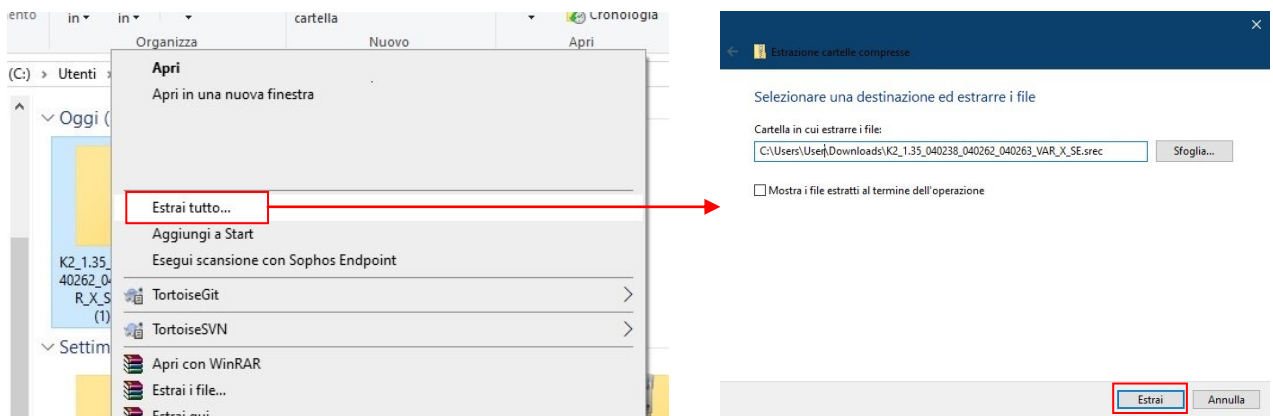 in
in
cartella
Cronologia
Organizza
Nuovo
Apri
(C:) > Utenti >
Oggi (
Apri
Apri in una nuova finestra
Estrai tutto...
Aggiungi a Start
Esegui scansione con Sophos Endpoint
K2_1.35_
40262_04
R_X_S
(1)
TortoiseGit
TortoiseSVN
Settim
Apri con WinRAR
Estrai i file...
Estrai qui
Estrazione cartelle compresse
Selezionare una destinazione ed estrarre i file
Cartella in cui estrarre i file:
C:\Users\User\Downloads\K2_1.35_040238_040262_040263_VAR_X_SE.srec
Sfoglia...
Mostra i file estratti al termine dell'operazione
Estrai
Annulla